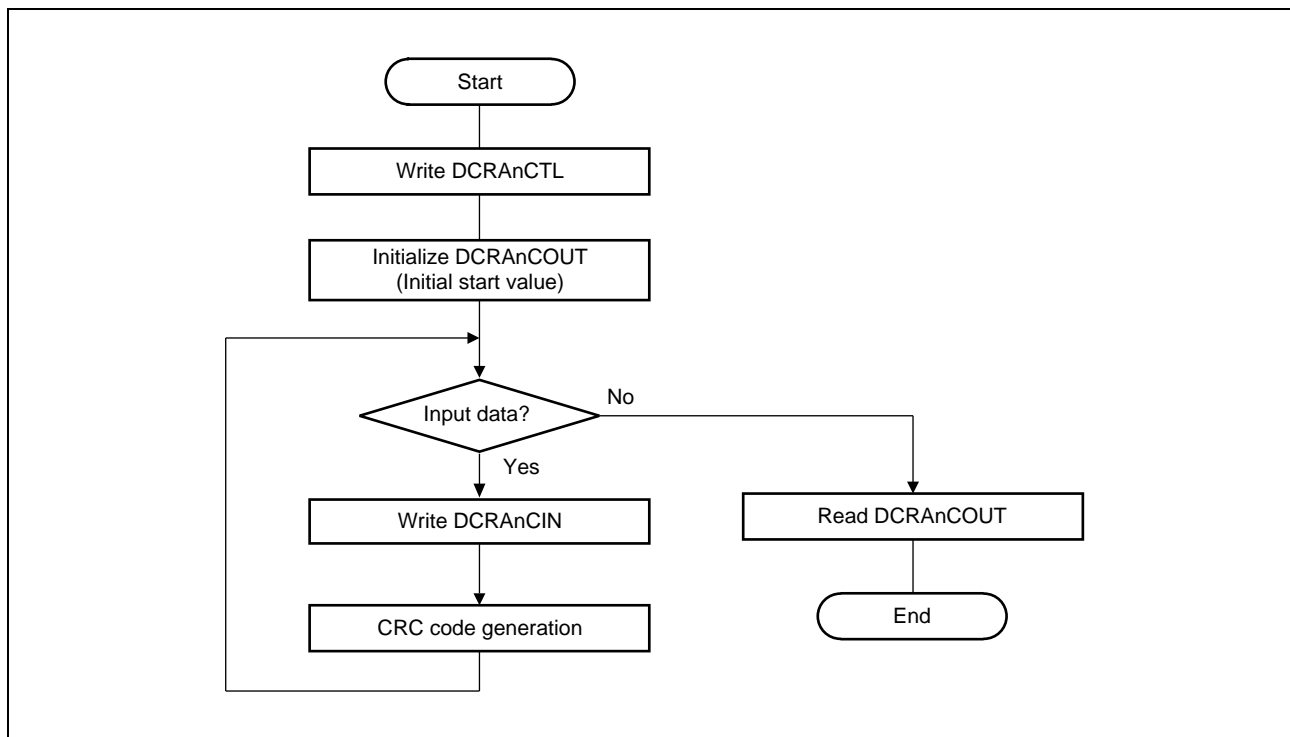 Start
Write DCRAnCTL
Initialize DCRAnCOUT
(Initial start value)
Input data?
No
Yes
Write DCRAnCIN
Read DCRAnCOUT
CRC code generation
End